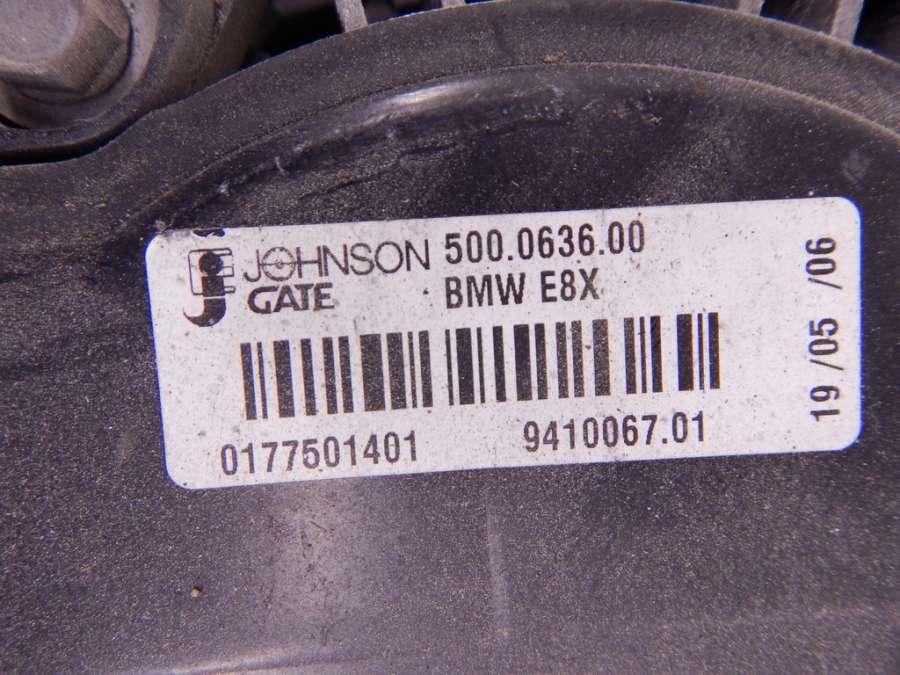 JOHNSON 500.0636.00
GATE BMW E8X
0177501401 9410067.01
19 /05 /06